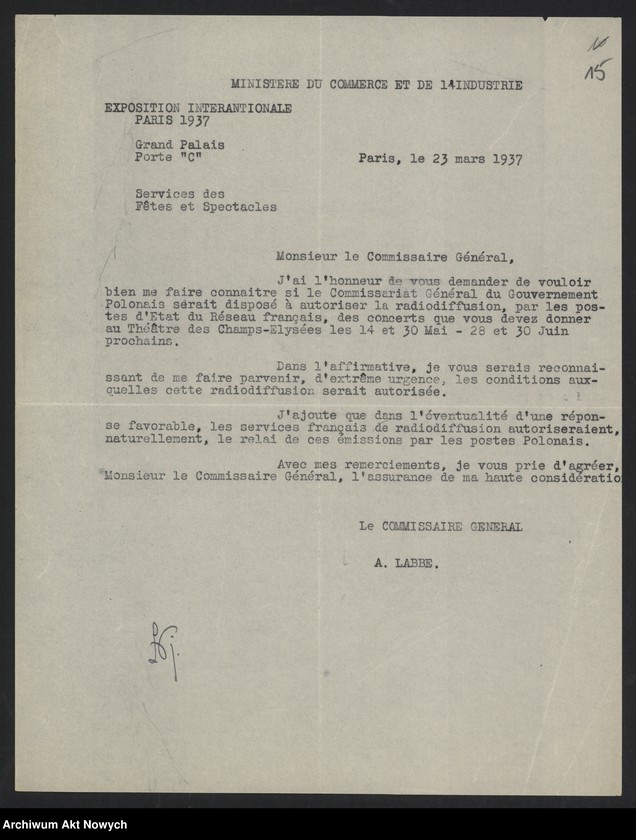 15
MINISTERE DU COMMERCE ET DE 14INDUSTRIE
EXPOSITION INTERANTIONALE
PARIS 1937
Grand Palais
Porte "C"
Paris, le 23 mars 1937
Services des
Fêtes et Spectacles
Monsieur le Commissaire Général,
J'ai l'honneur de vous demander de vouloir
bien me faire connaitre si le Commissariat Général du Gouvernement
Polonais serait disposé à autoriser la radiodiffusion, par les pos-
tes d'Etat du Réseau français, des concerts que vous devez donner
au Théâtre des Champs-Elysées les 14 et 30 Mai - 28 et 30 Juin
prochains.
Dans l'affirmative, je vous serais reconnai-
ssant de me faire parvenir, d'extrême urgence, les conditions aux-
quelles cette radiodiffusion serait autorisée.
J'ajoute que dans l'éventualité d'une répon-
se favorable, les services français de radiodiffusion autoriseraient,
naturellement, le relai de ces émissions par les postes Polonais.
Avec mes remerciements, je vous prie d'agréer,
Monsieur le Commissaire Général, l'assurance de ma haute considératio
Le COMMISSAIRE GENERAL
A. LABBE.
Archiwum Akt Nowych